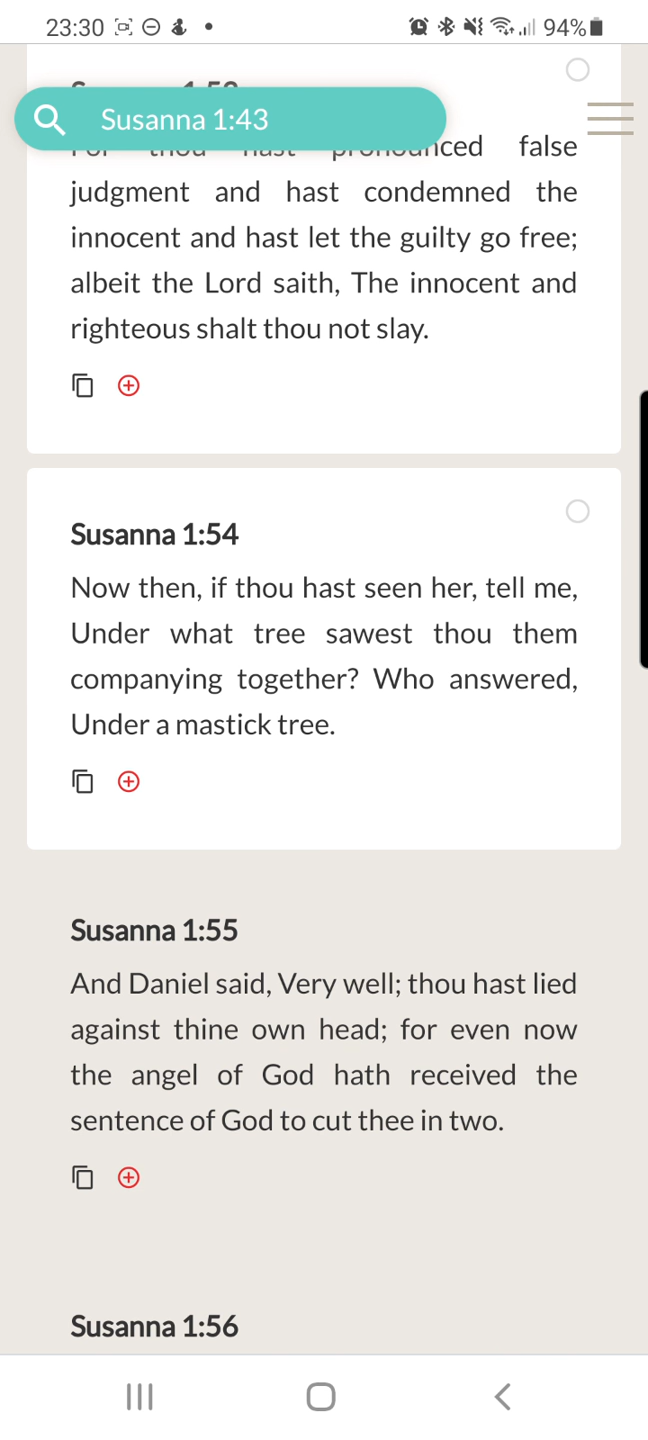 23:30
94%
Susanna 1:43
false
judgment and hast condemned the
innocent and hast let the guilty go free;
albeit the Lord saith, The innocent and
righteous shalt thou not slay.
Susanna 1:54
Now then, if thou hast seen her, tell me,
Under what tree sawest thou them
companying together? Who answered,
Under a mastick tree.
Susanna 1:55
And Daniel said, Very well; thou hast lied
against thine own head; for even now
the angel of God hath received the
sentence of God to cut thee in two.
Susanna 1:56